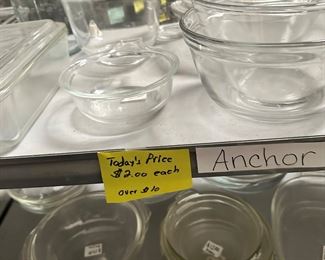 Today's Price
$2.00 each
over $10
Anchor